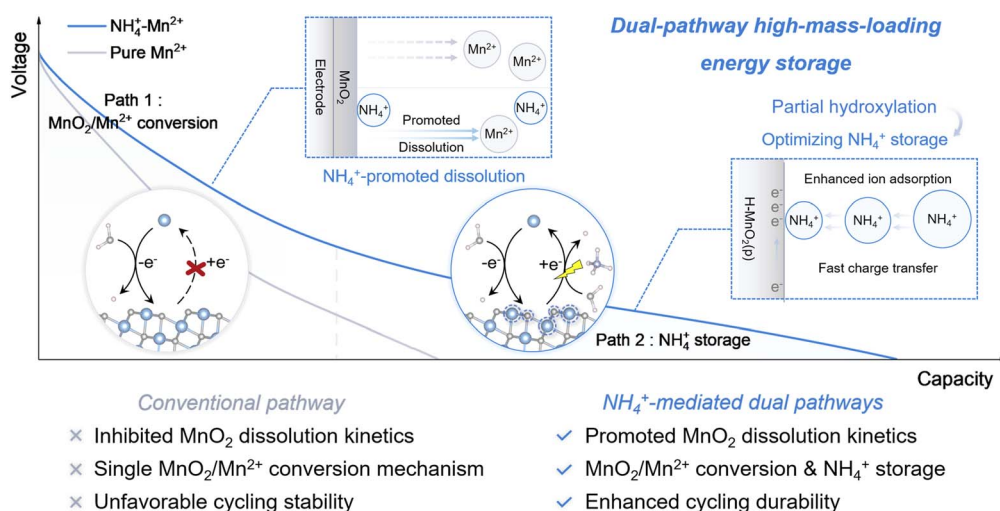 Voltage
NH₄⁺-Mn²⁺
Pure Mn²⁺
Path 1 :
MnO₂/Mn²⁺ conversion
Electrode
MnO₂
Mn²⁺
Mn²⁺
NH₄⁺
NH₄⁺
Promoted
Mn²⁺
Dissolution
NH₄⁺-promoted dissolution
Dual-pathway high-mass-loading
energy storage
Partial hydroxylation
Optimizing NH₄⁺ storage
H-MnO₂(p)
Enhanced ion adsorption
e⁻
e⁻
e⁻
NH₄⁺
NH₄⁺
NH₄⁺
Fast charge transfer
e⁻
-e⁻
+e⁻
-e⁻
+e⁻
Path 2 : NH₄⁺ storage
Capacity
Conventional pathway
× Inhibited MnO₂ dissolution kinetics
× Single MnO₂/Mn²⁺ conversion mechanism
× Unfavorable cycling stability
NH₄⁺-mediated dual pathways
✓ Promoted MnO₂ dissolution kinetics
✓ MnO₂/Mn²⁺ conversion & NH₄⁺ storage
✓ Enhanced cycling durability